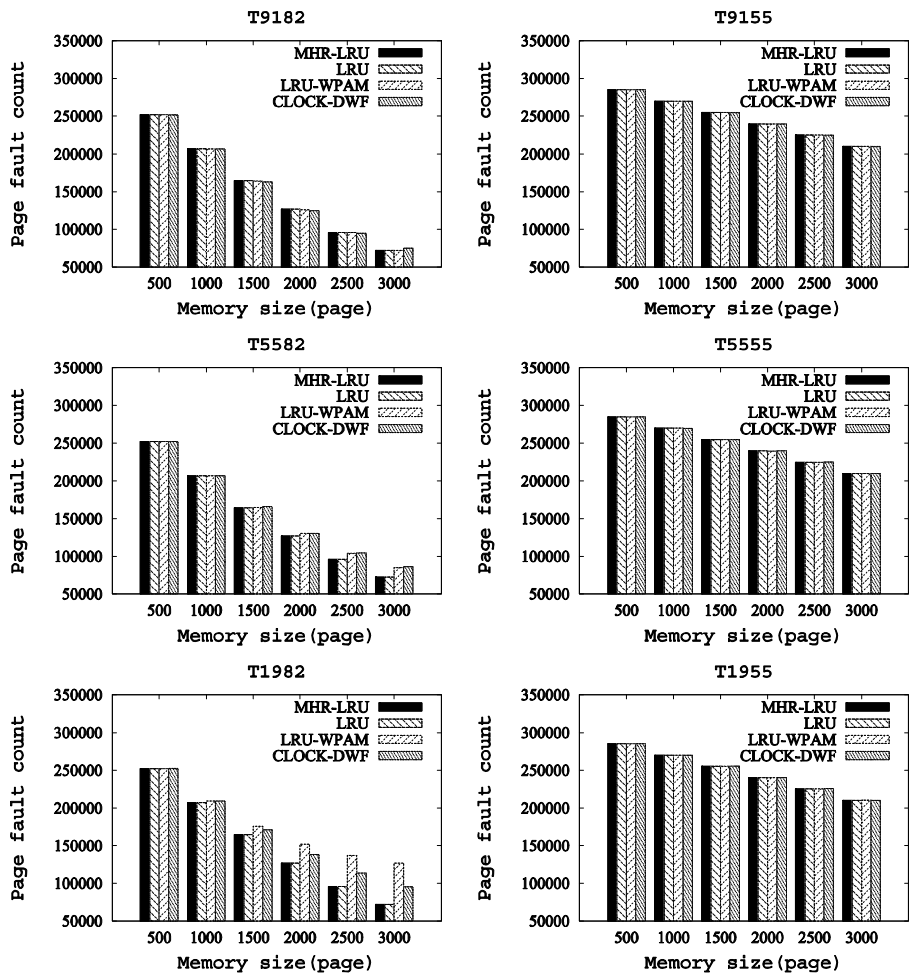 T9182
350000
300000
250000
200000
150000
100000
50000
Page fault count
MHR-LRU
LRU
LRU-WPAM
CLOCK-DWF
500 1000 1500 2000 2500 3000
Memory size(page)
T9155
350000
300000
250000
200000
150000
100000
50000
Page fault count
MHR-LRU
LRU
LRU-WPAM
CLOCK-DWF
500 1000 1500 2000 2500 3000
Memory size(page)
T5582
350000
300000
250000
200000
150000
100000
50000
Page fault count
MHR-LRU
LRU
LRU-WPAM
CLOCK-DWF
500 1000 1500 2000 2500 3000
Memory size(page)
T5555
350000
300000
250000
200000
150000
100000
50000
Page fault count
MHR-LRU
LRU
LRU-WPAM
CLOCK-DWF
500 1000 1500 2000 2500 3000
Memory size(page)
T1982
350000
300000
250000
200000
150000
100000
50000
Page fault count
MHR-LRU
LRU
LRU-WPAM
CLOCK-DWF
500 1000 1500 2000 2500 3000
Memory size(page)
T1955
350000
300000
250000
200000
150000
100000
50000
Page fault count
MHR-LRU
LRU
LRU-WPAM
CLOCK-DWF
500 1000 1500 2000 2500 3000
Memory size(page)